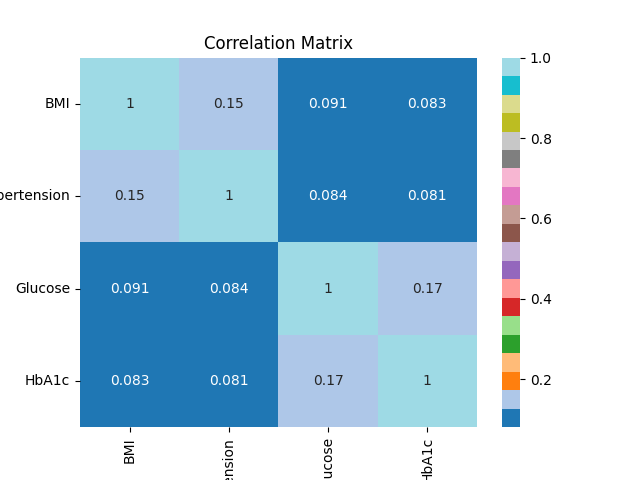 Correlation Matrix
BMI 1 0.15 0.091 0.083
pertension 0.15 1 0.084 0.081
Glucose 0.091 0.084 1 0.17
HbA1c 0.083 0.081 0.17 1
BMI
ension
ucose
HbA1c
1.0
0.8
0.6
0.4
0.2